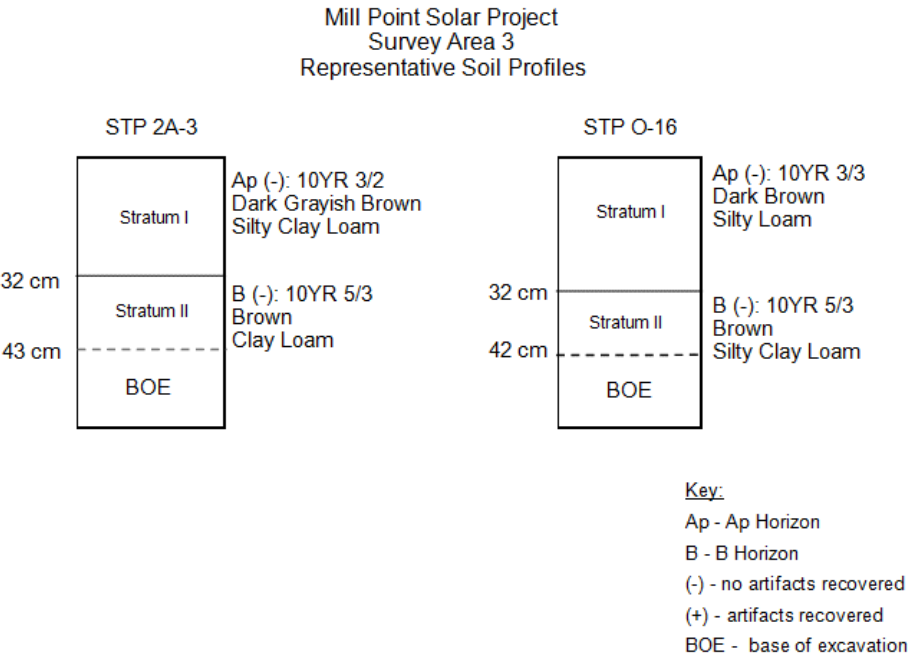 Mill Point Solar Project
Survey Area 3
Representative Soil Profiles
STP 2A-3
Stratum I
Ap (-): 10YR 3/2
Dark Grayish Brown
Silty Clay Loam
32 cm
Stratum II
B (-): 10YR 5/3
Brown
Clay Loam
43 cm
BOE
STP O-16
Stratum I
Ap (-): 10YR 3/3
Dark Brown
Silty Loam
32 cm
Stratum II
B (-): 10YR 5/3
Brown
Silty Clay Loam
42 cm
BOE
Key:
Ap - Ap Horizon
B - B Horizon
(-) - no artifacts recovered
(+) - artifacts recovered
BOE - base of excavation